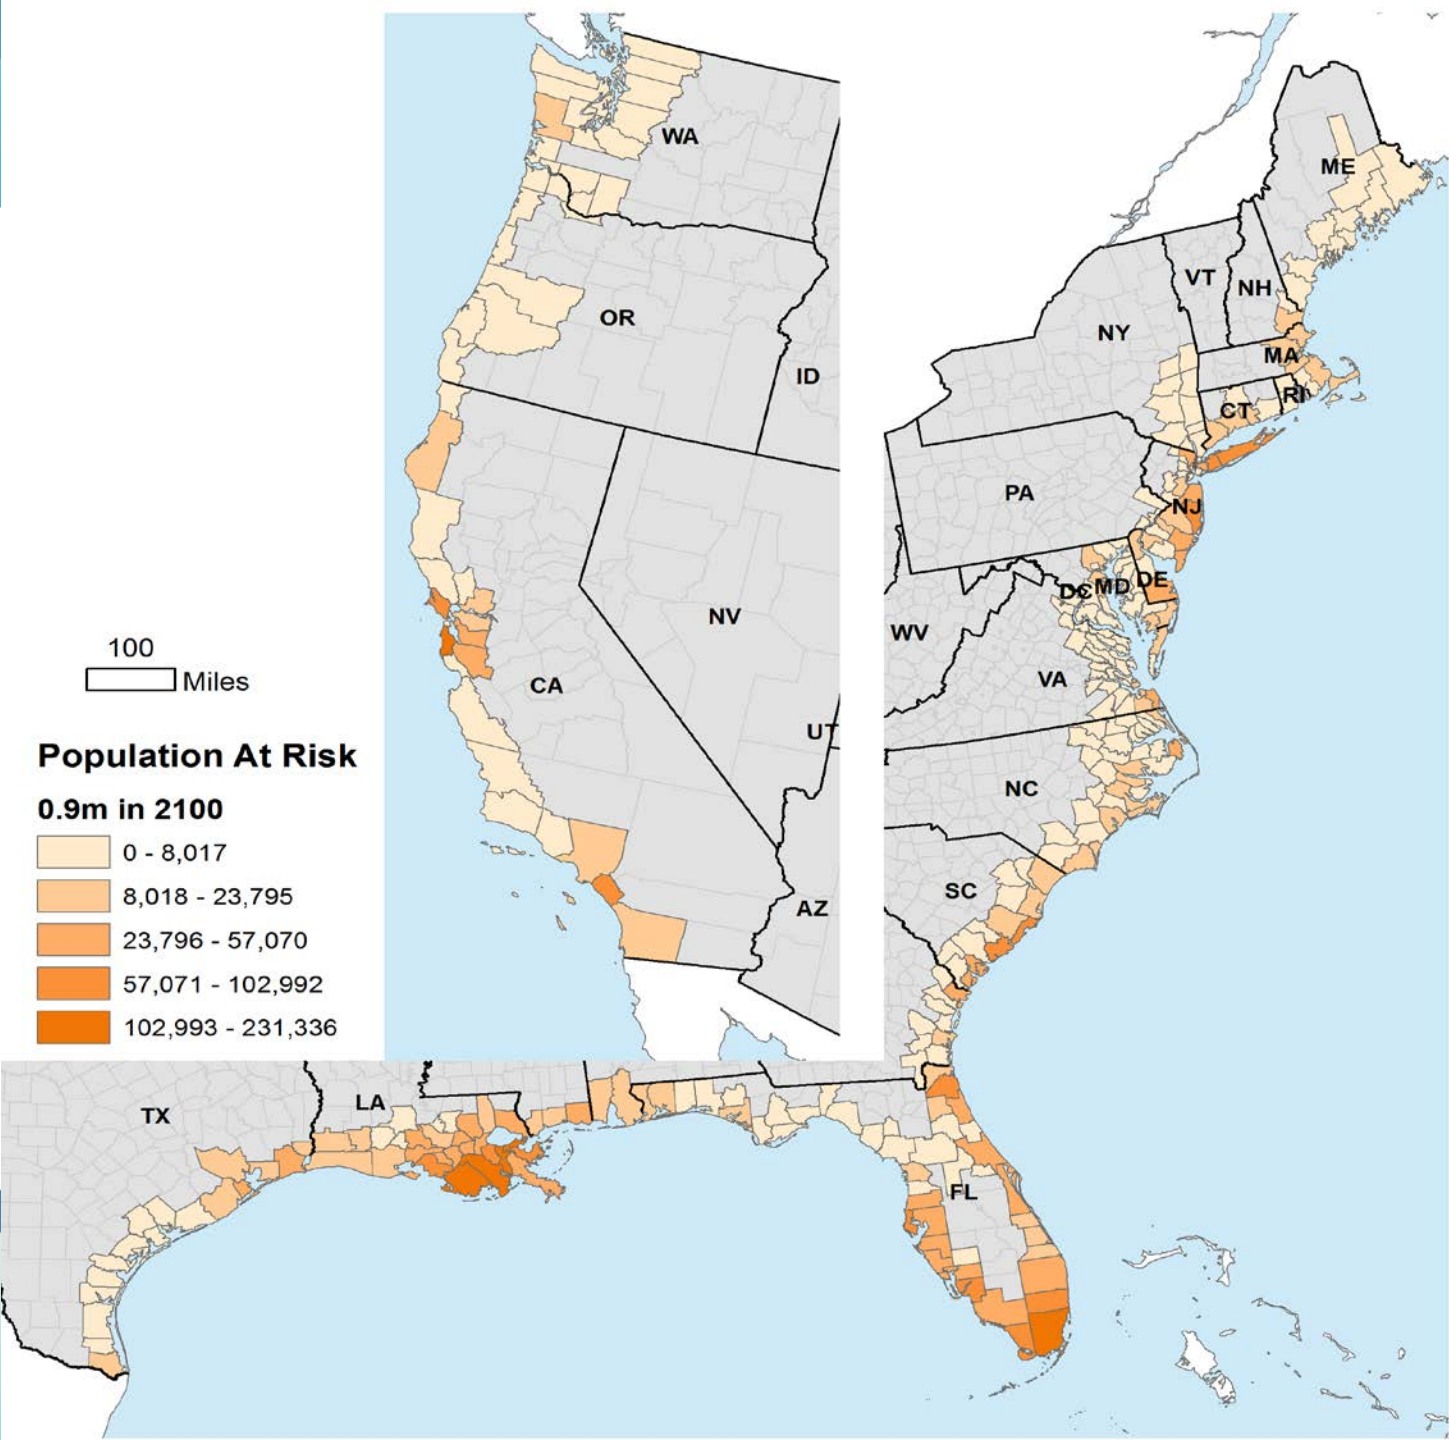 WA
ME
VT
NH
OR
NY
MA
ID
RI
CT
PA
NJ
DE
DC
MD
NV
WV
100
Miles
CA
VA
UT
Population At Risk
NC
0.9m in 2100
0 - 8,017
8,018 - 23,795
SC
AZ
23,796 - 57,070
57,071 - 102,992
102,993 - 231,336
LA
TX
FL